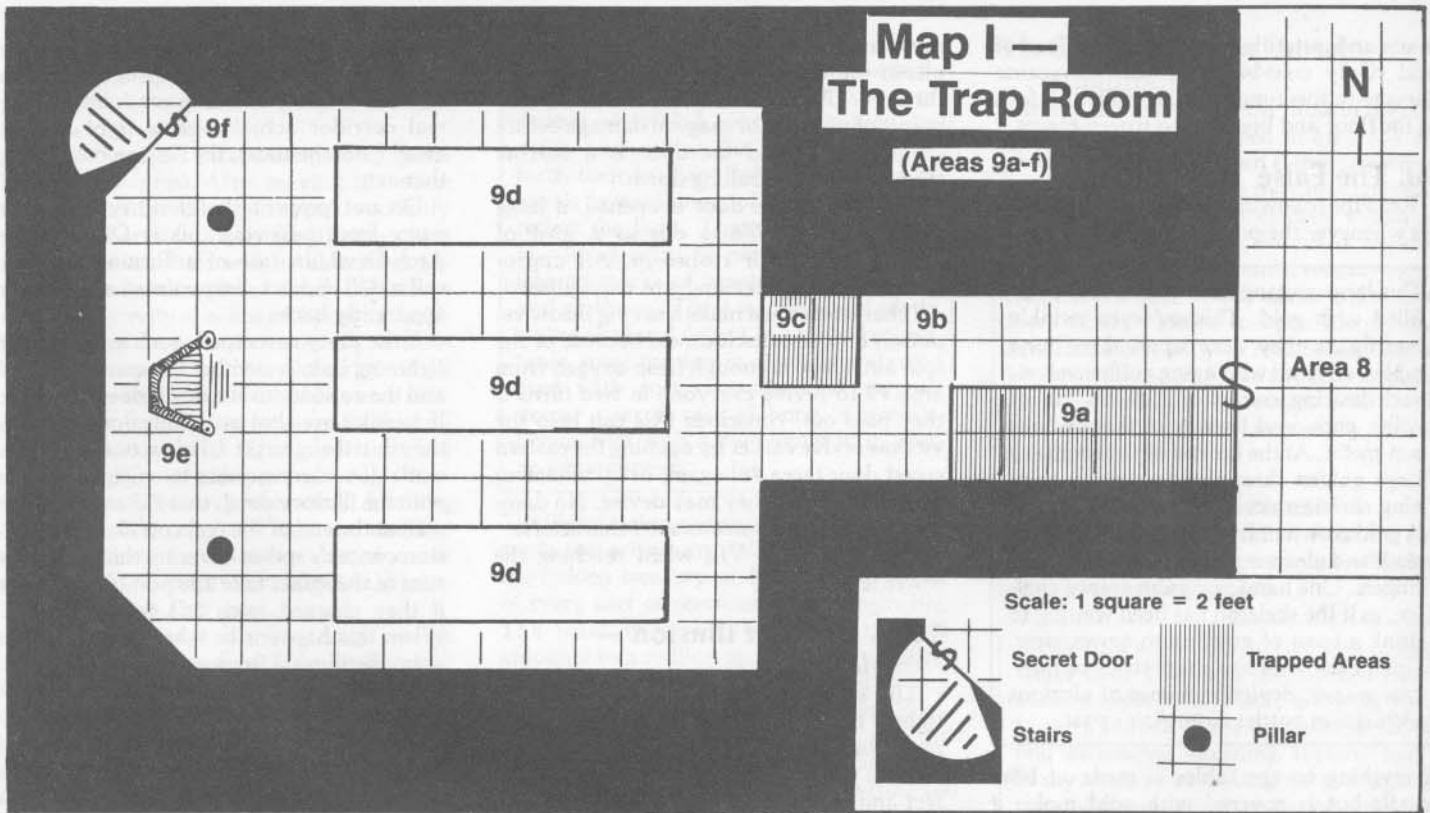 Map I
The Trap Room
(Areas 9a-f)
N
9f
9d
9c
9b
9d
Area 8
9a
9e
9d
Scale: 1 square = 2 feet
Secret Door
Trapped Areas
Stairs
Pillar